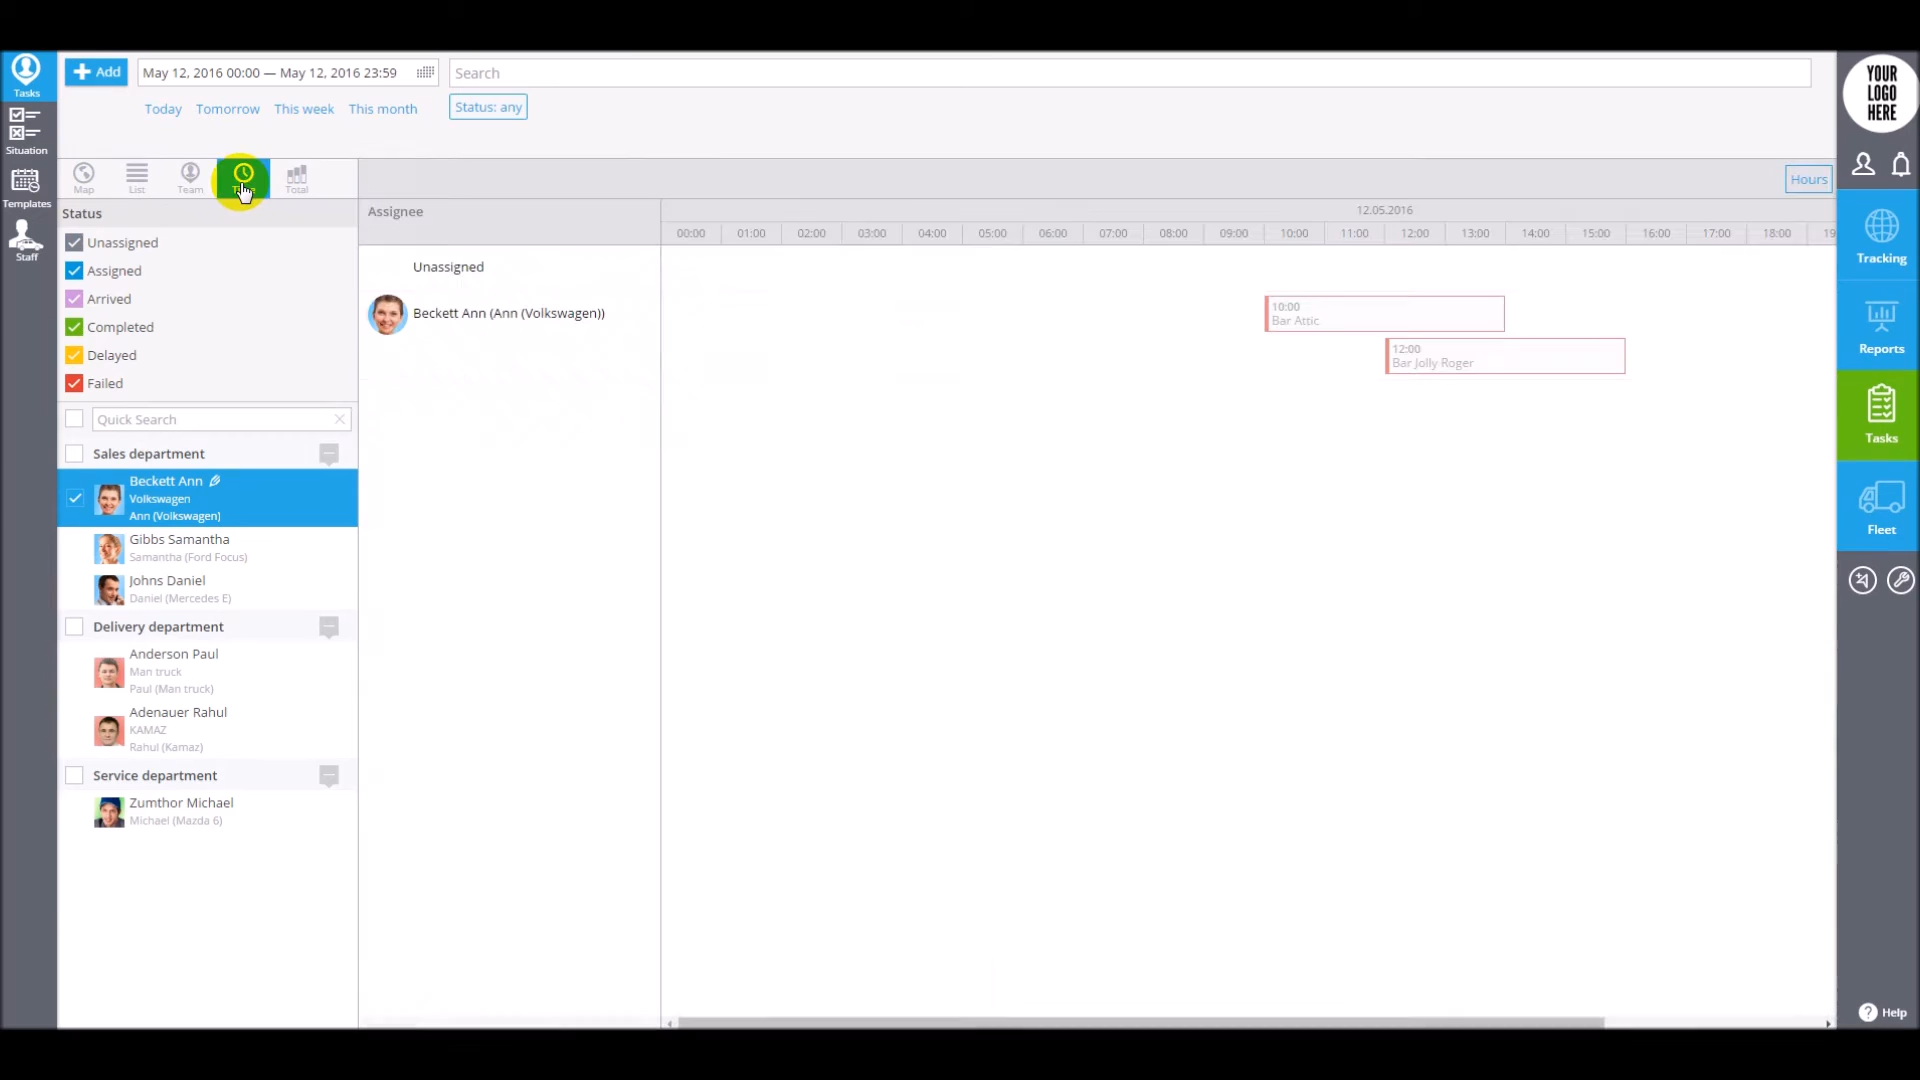 Add
May 12, 2016 00:00 — May 12, 2016 23:59
Search
Today
Tomorrow
This week
This month
Status: any
YOUR
LOGO
HERE
Tasks
Situation
Templates
Staff
Map
List
Team
Total
Hours
Status
Unassigned
Assigned
Arrived
Completed
Delayed
Failed
Quick Search
Sales department
Beckett Ann
Volkswagen
Ann (Volkswagen)
Gibbs Samantha
Samantha (Ford Focus)
Johns Daniel
Daniel (Mercedes E)
Delivery department
Anderson Paul
Man truck
Paul (Man truck)
Adenauer Rahul
KAMAZ
Rahul (Kamaz)
Service department
Zumthor Michael
Michael (Mazda 6)
Assignee
12.05.2016
00:00 01:00 02:00 03:00 04:00 05:00 06:00 07:00 08:00 09:00 10:00 11:00 12:00 13:00 14:00 15:00 16:00 17:00 18:00 19
Unassigned
Beckett Ann (Ann (Volkswagen))
10:00
Bar Attic
12:00
Bar Jolly Roger
Tracking
Reports
Tasks
Fleet
Help